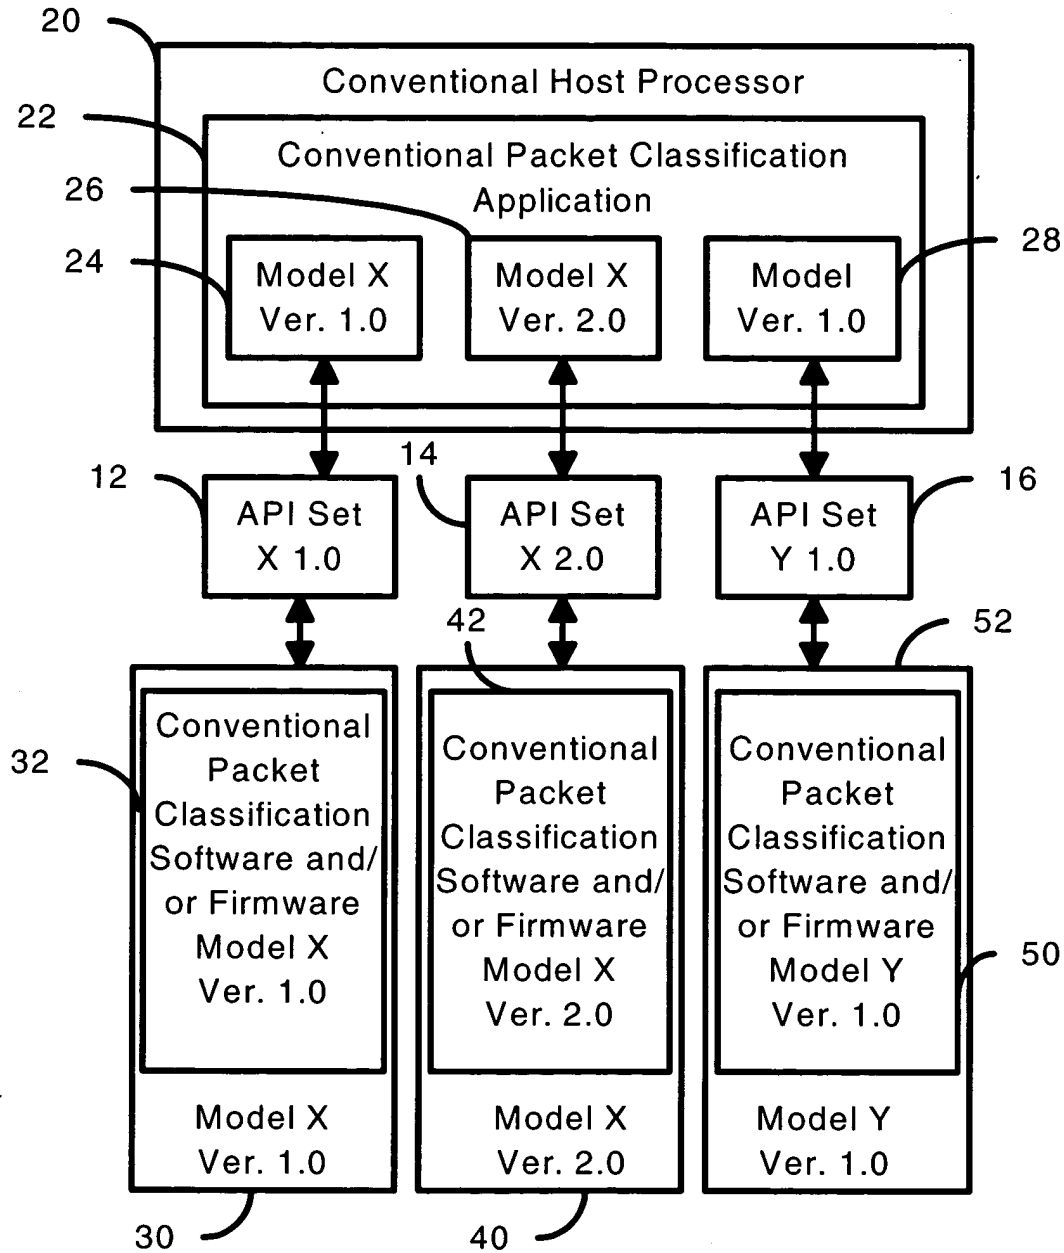 20
Conventional Host Processor
22
Conventional Packet Classification
Application
26
24
Model X
Ver. 1.0
Model X
Ver. 2.0
Model
Ver. 1.0
28
12
API Set
X 1.0
14
API Set
X 2.0
16
API Set
Y 1.0
42
52
32
Conventional
Packet
Classification
Software and/
or Firmware
Model X
Ver. 1.0
Conventional
Packet
Classification
Software and/
or Firmware
Model X
Ver. 2.0
Conventional
Packet
Classification
Software and/
or Firmware
Model Y
Ver. 1.0
50
Model X
Ver. 1.0
Model X
Ver. 2.0
Model Y
Ver. 1.0
30
40